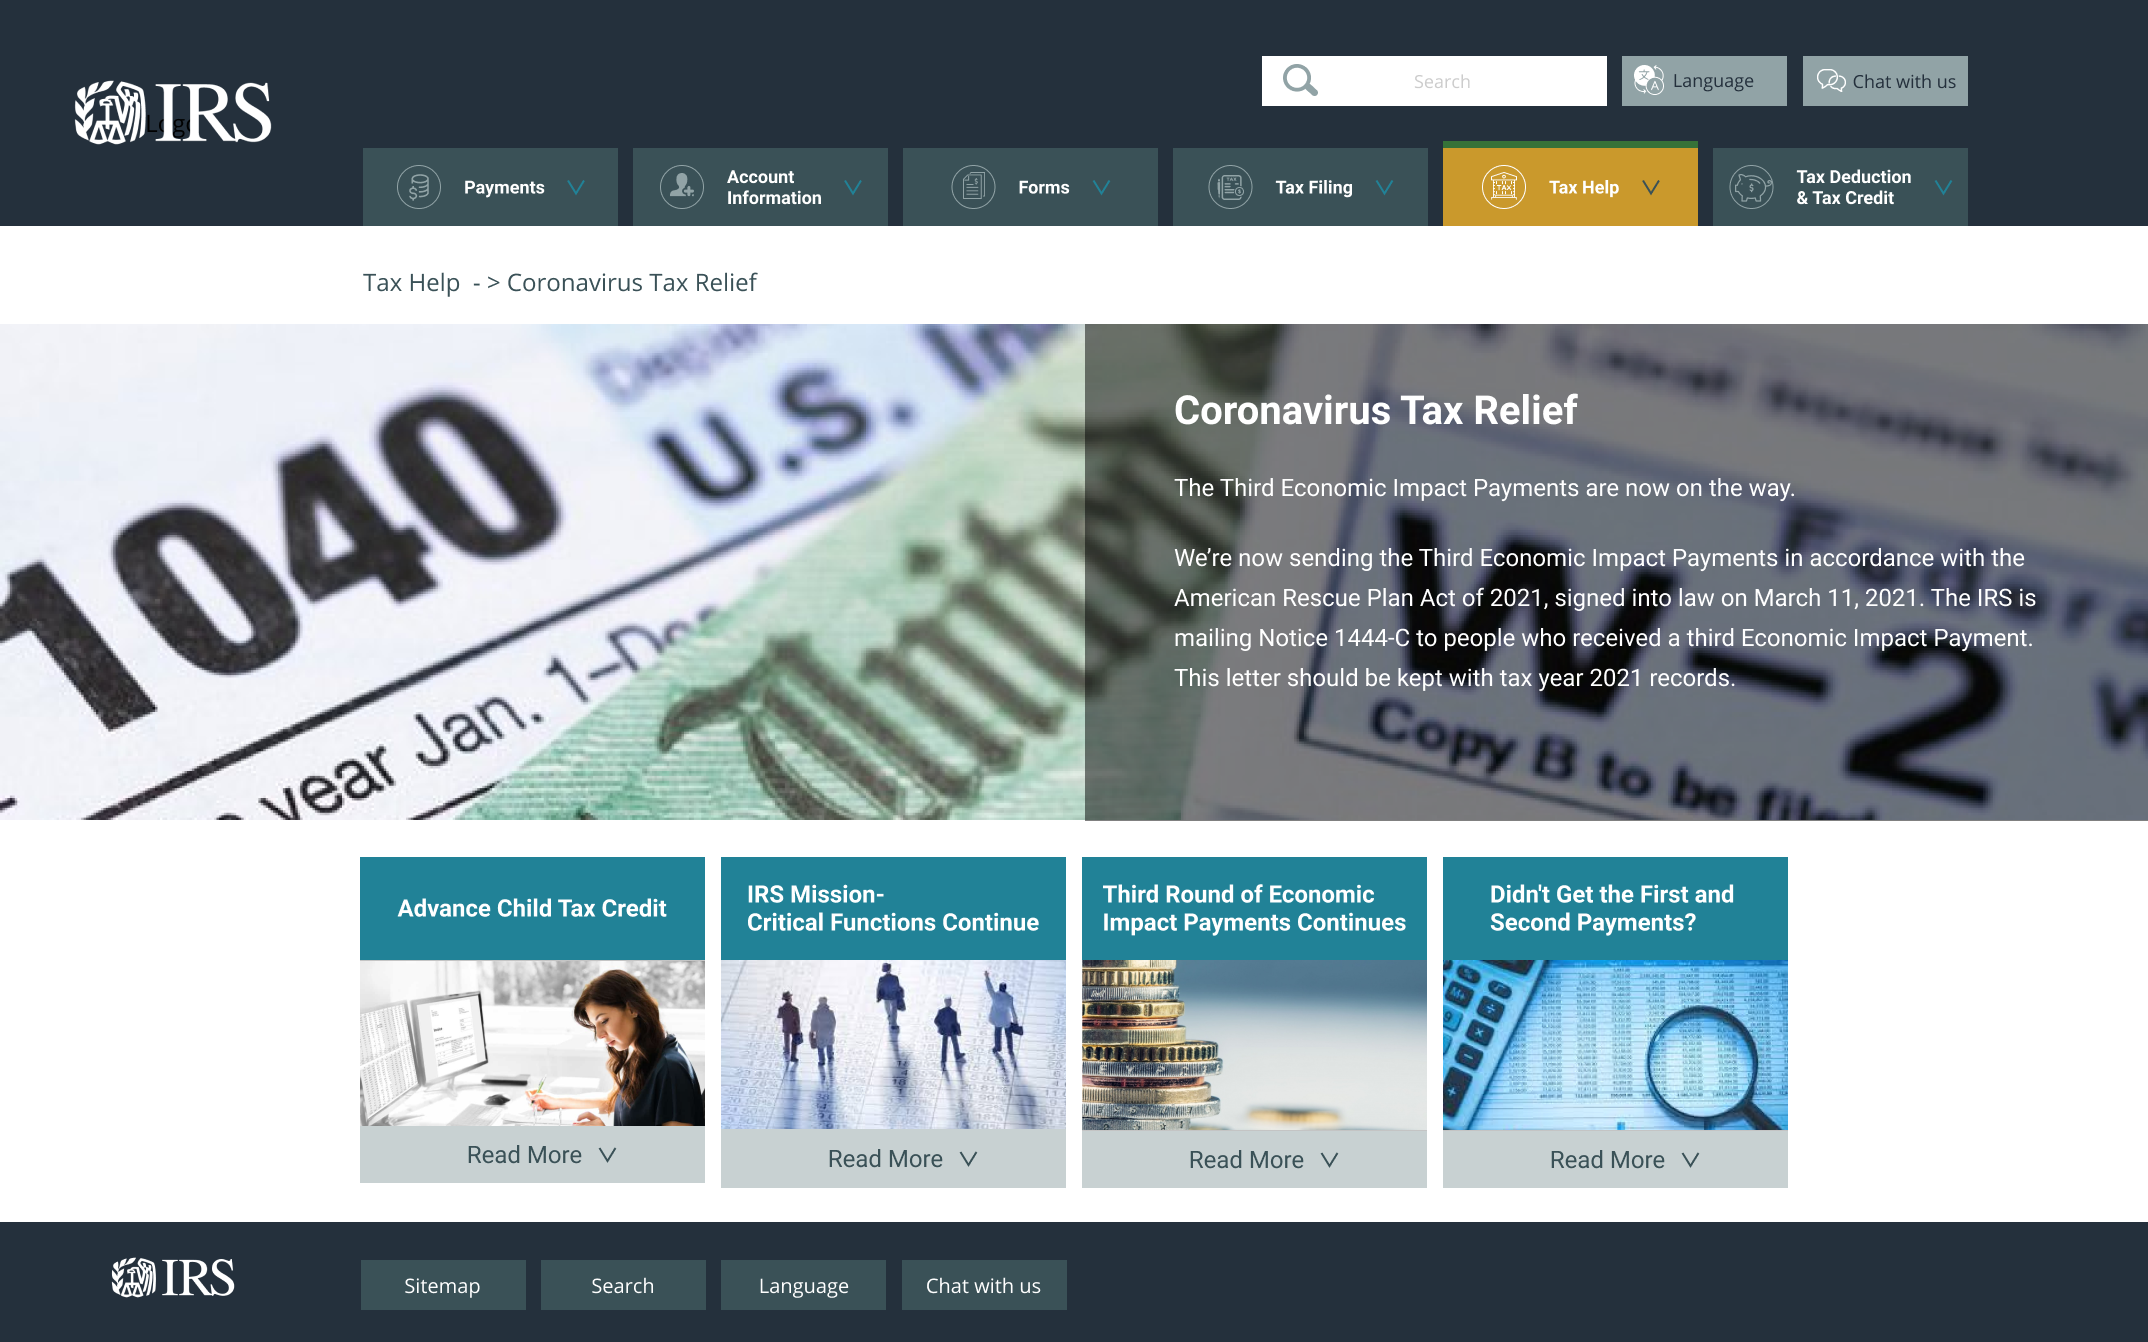 IRS
Search
Language
Chat with us
Payments
Account
Information
Forms
Tax Filing
Tax Help
Tax Deduction
& Tax Credit
Tax Help - > Coronavirus Tax Relief
1040
U.S.
year Jan. 1–Dec
Coronavirus Tax Relief
The Third Economic Impact Payments are now on the way.
We’re now sending the Third Economic Impact Payments in accordance with the
American Rescue Plan Act of 2021, signed into law on March 11, 2021. The IRS is
mailing Notice 1444-C to people who received a third Economic Impact Payment.
This letter should be kept with tax year 2021 records.
W-2
Copy B to be filed
Advance Child Tax Credit
IRS Mission-
Critical Functions Continue
Third Round of Economic
Impact Payments Continues
Didn't Get the First and
Second Payments?
Read More
Read More
Read More
Read More
IRS
Sitemap
Search
Language
Chat with us